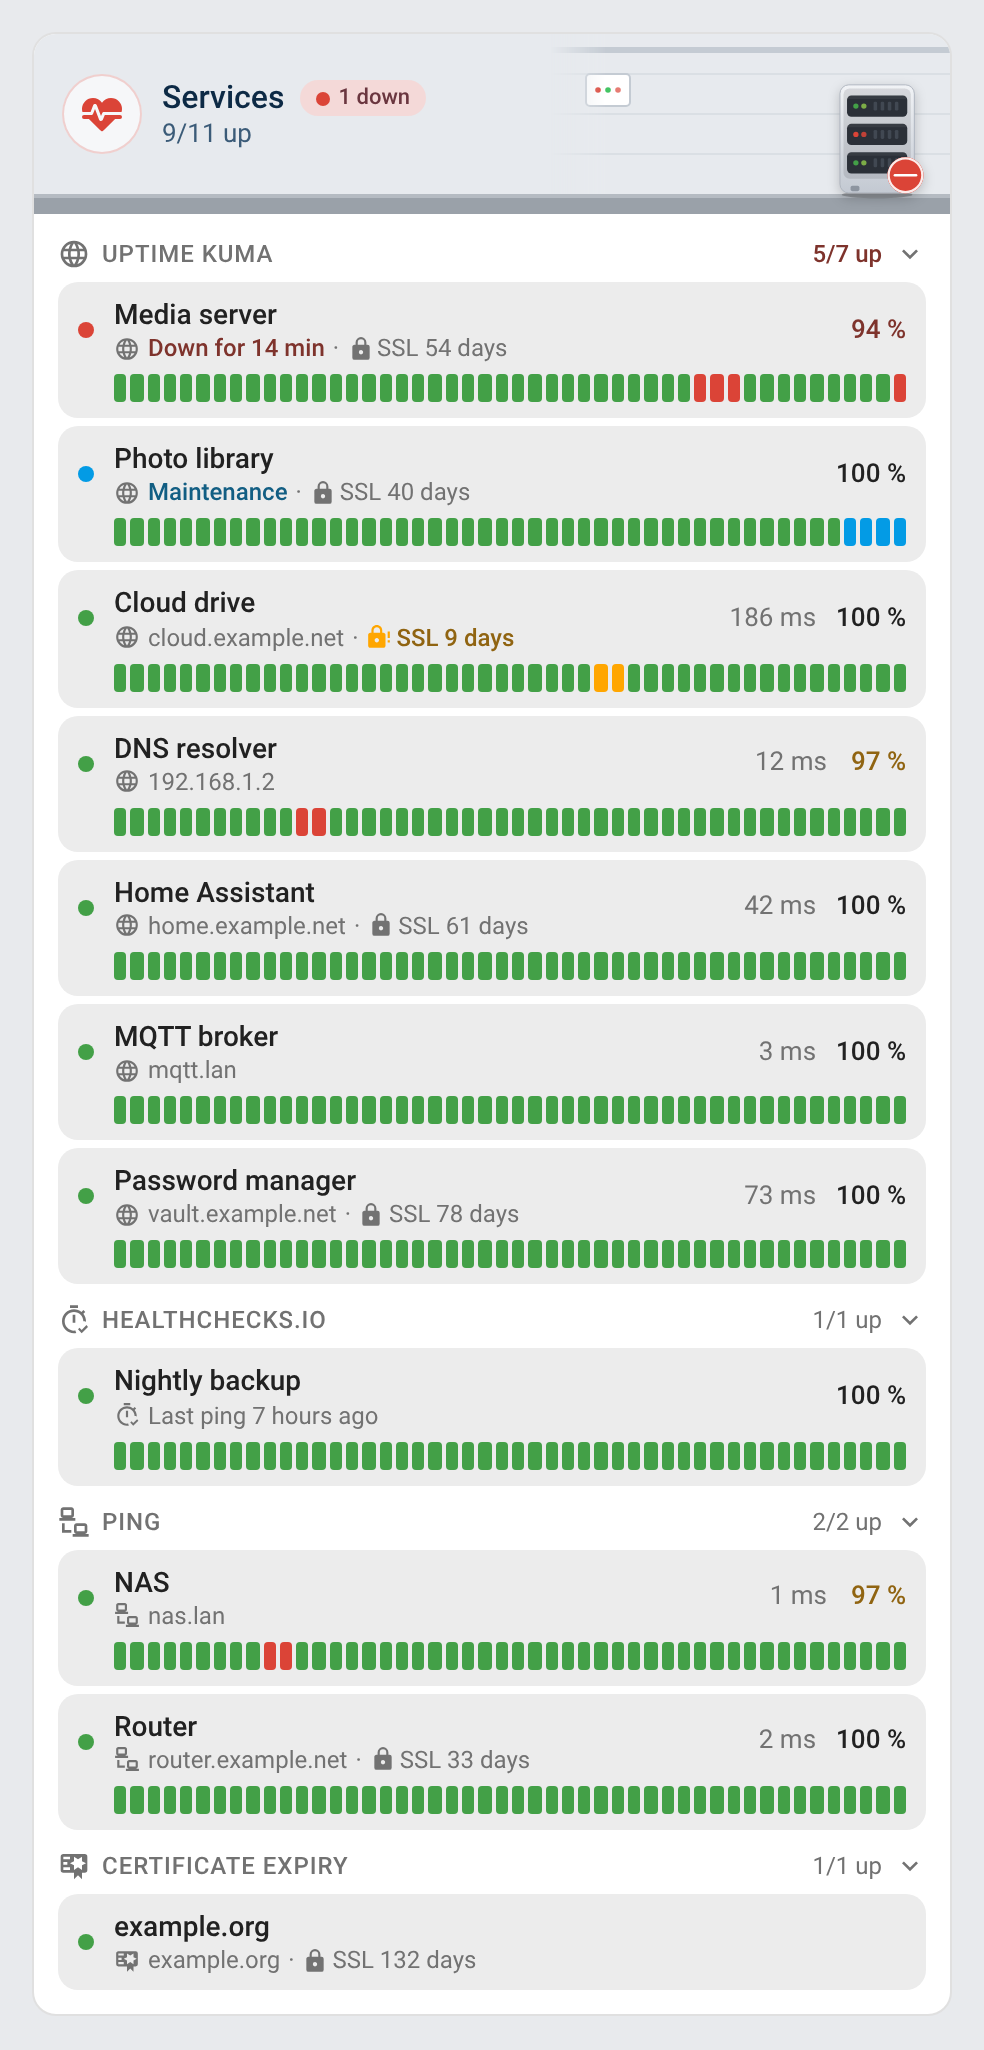 Services
1 down
9/11 up
UPTIME KUMA
5/7 up
Media server
94 %
Down for 14 min · SSL 54 days
Photo library
100 %
Maintenance · SSL 40 days
Cloud drive
186 ms 100 %
cloud.example.net · SSL 9 days
DNS resolver
12 ms 97 %
192.168.1.2
Home Assistant
42 ms 100 %
home.example.net · SSL 61 days
MQTT broker
3 ms 100 %
mqtt.lan
Password manager
73 ms 100 %
vault.example.net · SSL 78 days
HEALTHCHECKS.IO
1/1 up
Nightly backup
100 %
Last ping 7 hours ago
PING
2/2 up
NAS
1 ms 97 %
nas.lan
Router
2 ms 100 %
router.example.net · SSL 33 days
CERTIFICATE EXPIRY
1/1 up
example.org
example.org · SSL 132 days